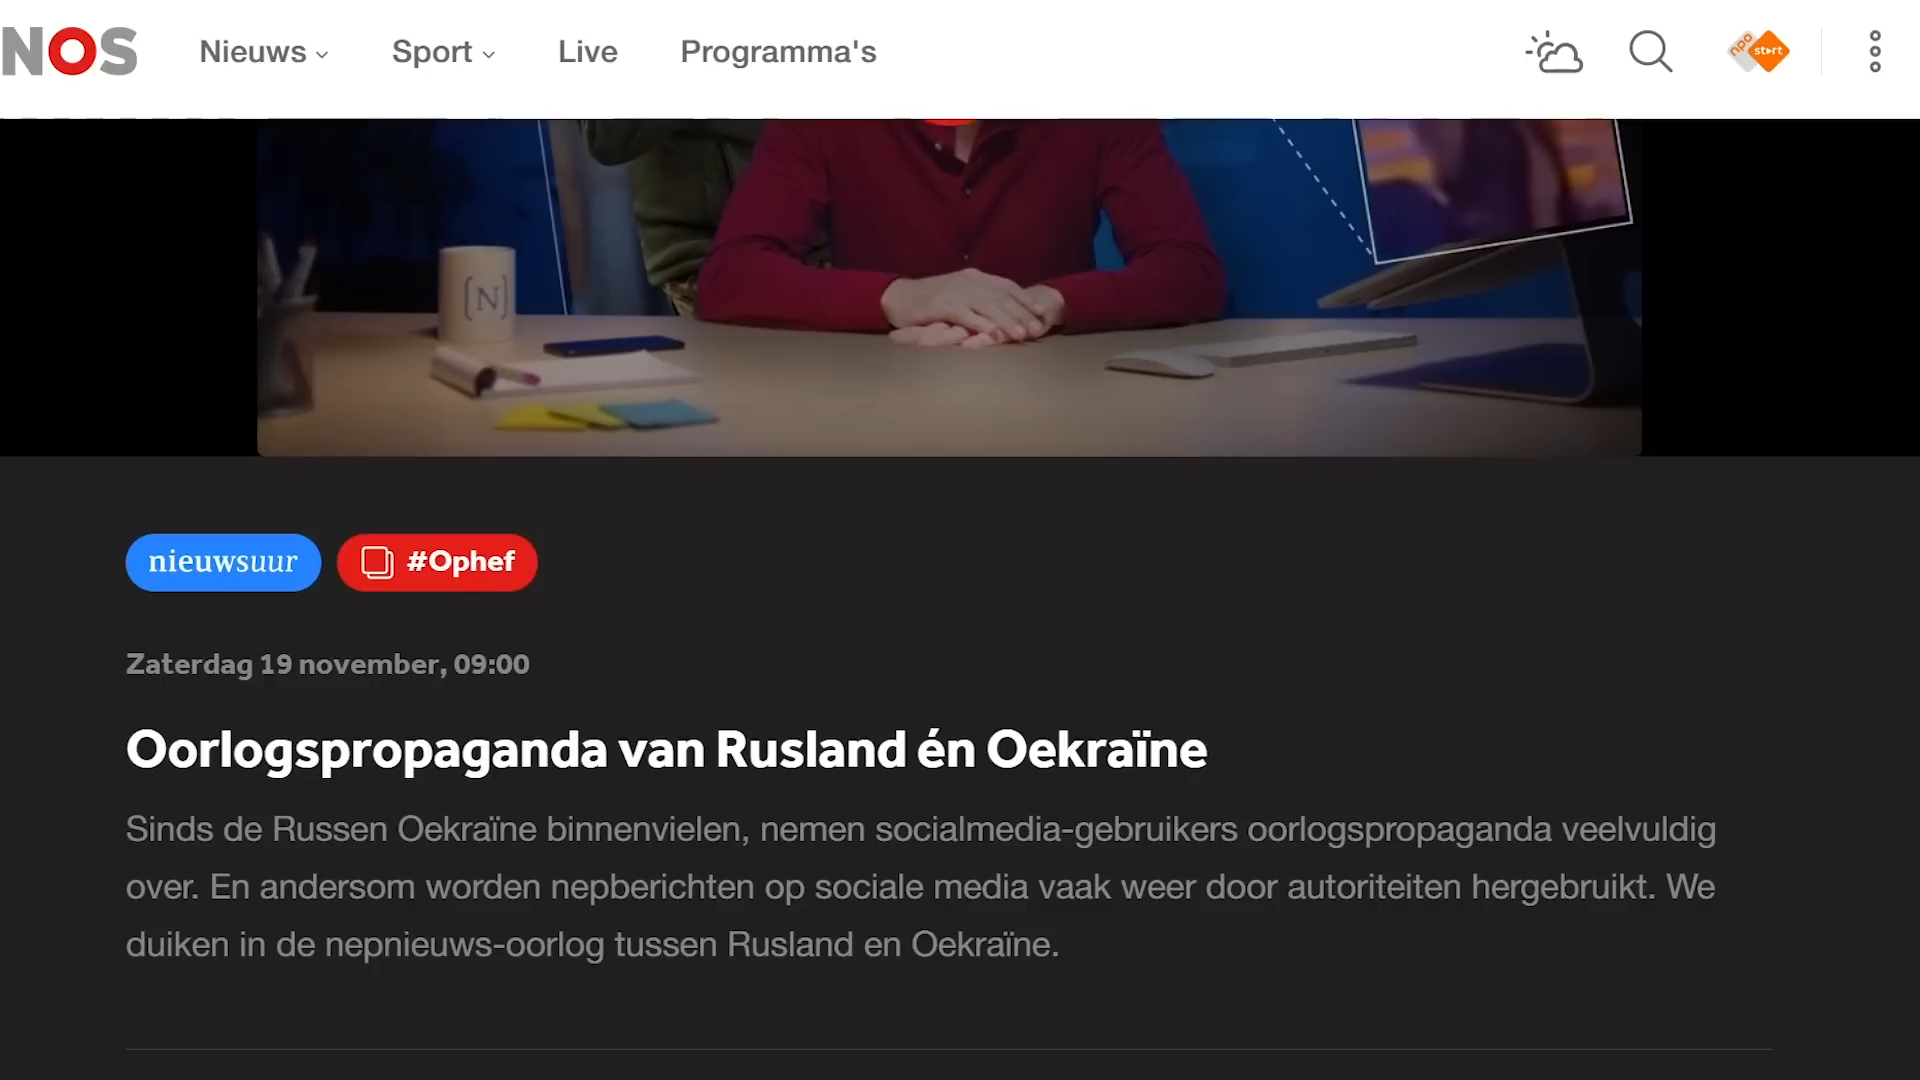 NOS Nieuws Sport Live Programma's npo start
[N]
nieuwsuur #Ophef
Zaterdag 19 november, 09:00
Oorlogspropaganda van Rusland én Oekraïne
Sinds de Russen Oekraïne binnenvielen, nemen socialmedia-gebruikers oorlogspropaganda veelvuldig
over. En andersom worden nepberichten op sociale media vaak weer door autoriteiten hergebruikt. We
duiken in de nepnieuws-oorlog tussen Rusland en Oekraïne.